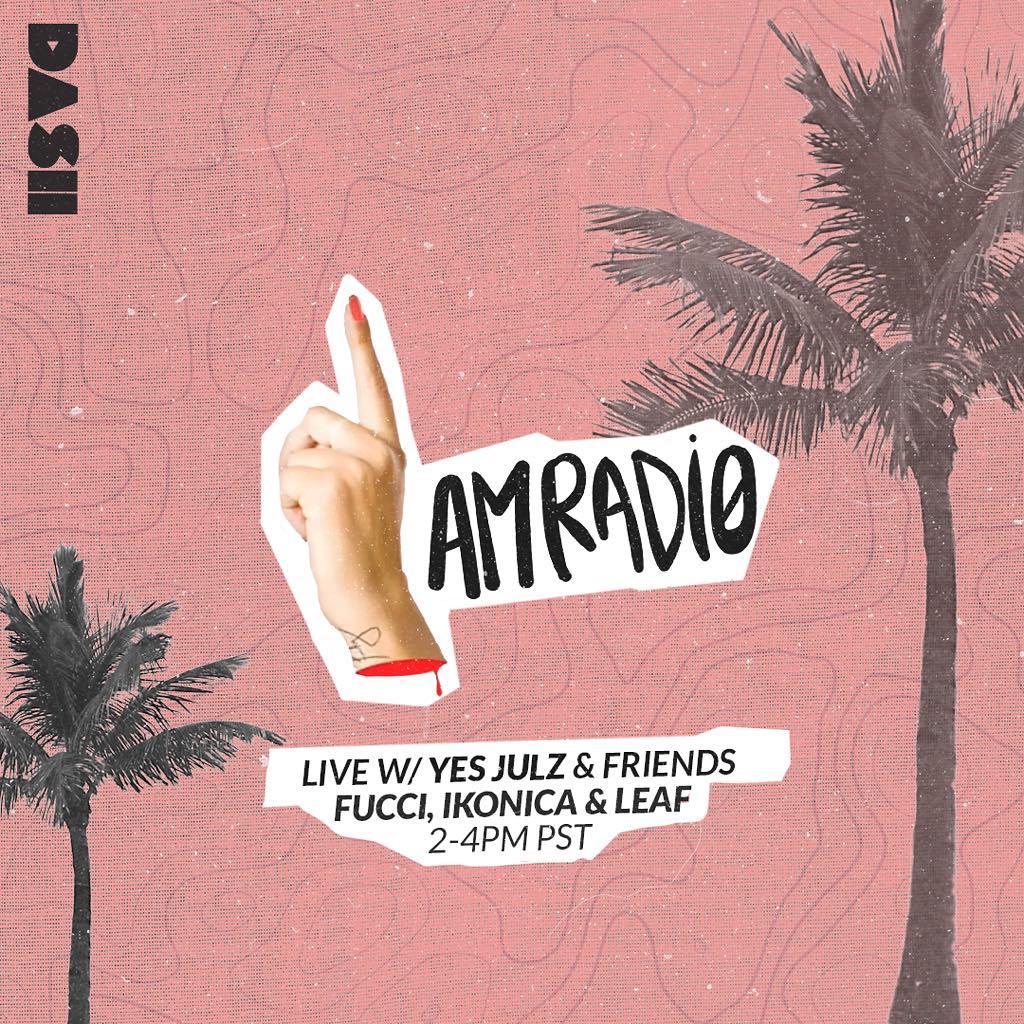 DASH
AMRADiO
LIVE W/ YES JULZ & FRIENDS
FUCCI, IKONICA & LEAF
2-4PM PST